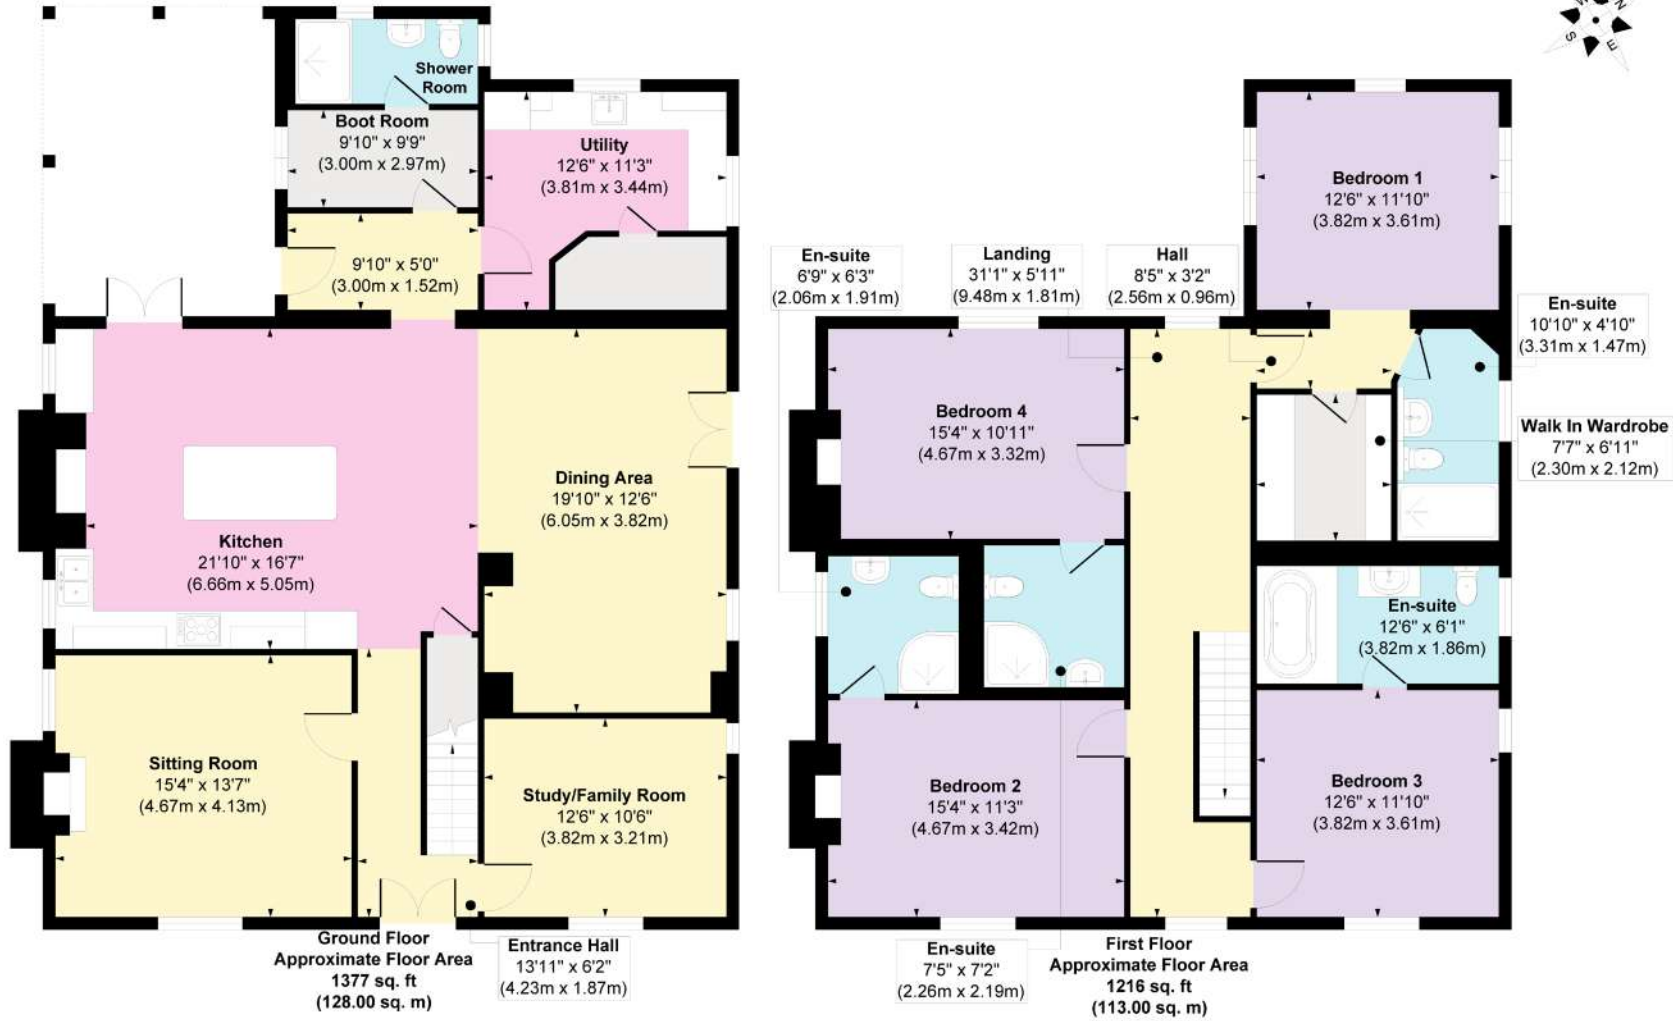 W
N
S
E
Shower
Room
Boot Room
9'10" x 9'9"
(3.00m x 2.97m)
Utility
12'6" x 11'3"
(3.81m x 3.44m)
9'10" x 5'0"
(3.00m x 1.52m)
Kitchen
21'10" x 16'7"
(6.66m x 5.05m)
Dining Area
19'10" x 12'6"
(6.05m x 3.82m)
Sitting Room
15'4" x 13'7"
(4.67m x 4.13m)
Study/Family Room
12'6" x 10'6"
(3.82m x 3.21m)
Entrance Hall
13'11" x 6'2"
(4.23m x 1.87m)
Ground Floor
Approximate Floor Area
1377 sq. ft
(128.00 sq. m)
Bedroom 1
12'6" x 11'10"
(3.82m x 3.61m)
En-suite
6'9" x 6'3"
(2.06m x 1.91m)
Landing
31'1" x 5'11"
(9.48m x 1.81m)
Hall
8'5" x 3'2"
(2.56m x 0.96m)
En-suite
10'10" x 4'10"
(3.31m x 1.47m)
Walk In Wardrobe
7'7" x 6'11"
(2.30m x 2.12m)
Bedroom 4
15'4" x 10'11"
(4.67m x 3.32m)
En-suite
12'6" x 6'1"
(3.82m x 1.86m)
Bedroom 2
15'4" x 11'3"
(4.67m x 3.42m)
Bedroom 3
12'6" x 11'10"
(3.82m x 3.61m)
En-suite
7'5" x 7'2"
(2.26m x 2.19m)
First Floor
Approximate Floor Area
1216 sq. ft
(113.00 sq. m)